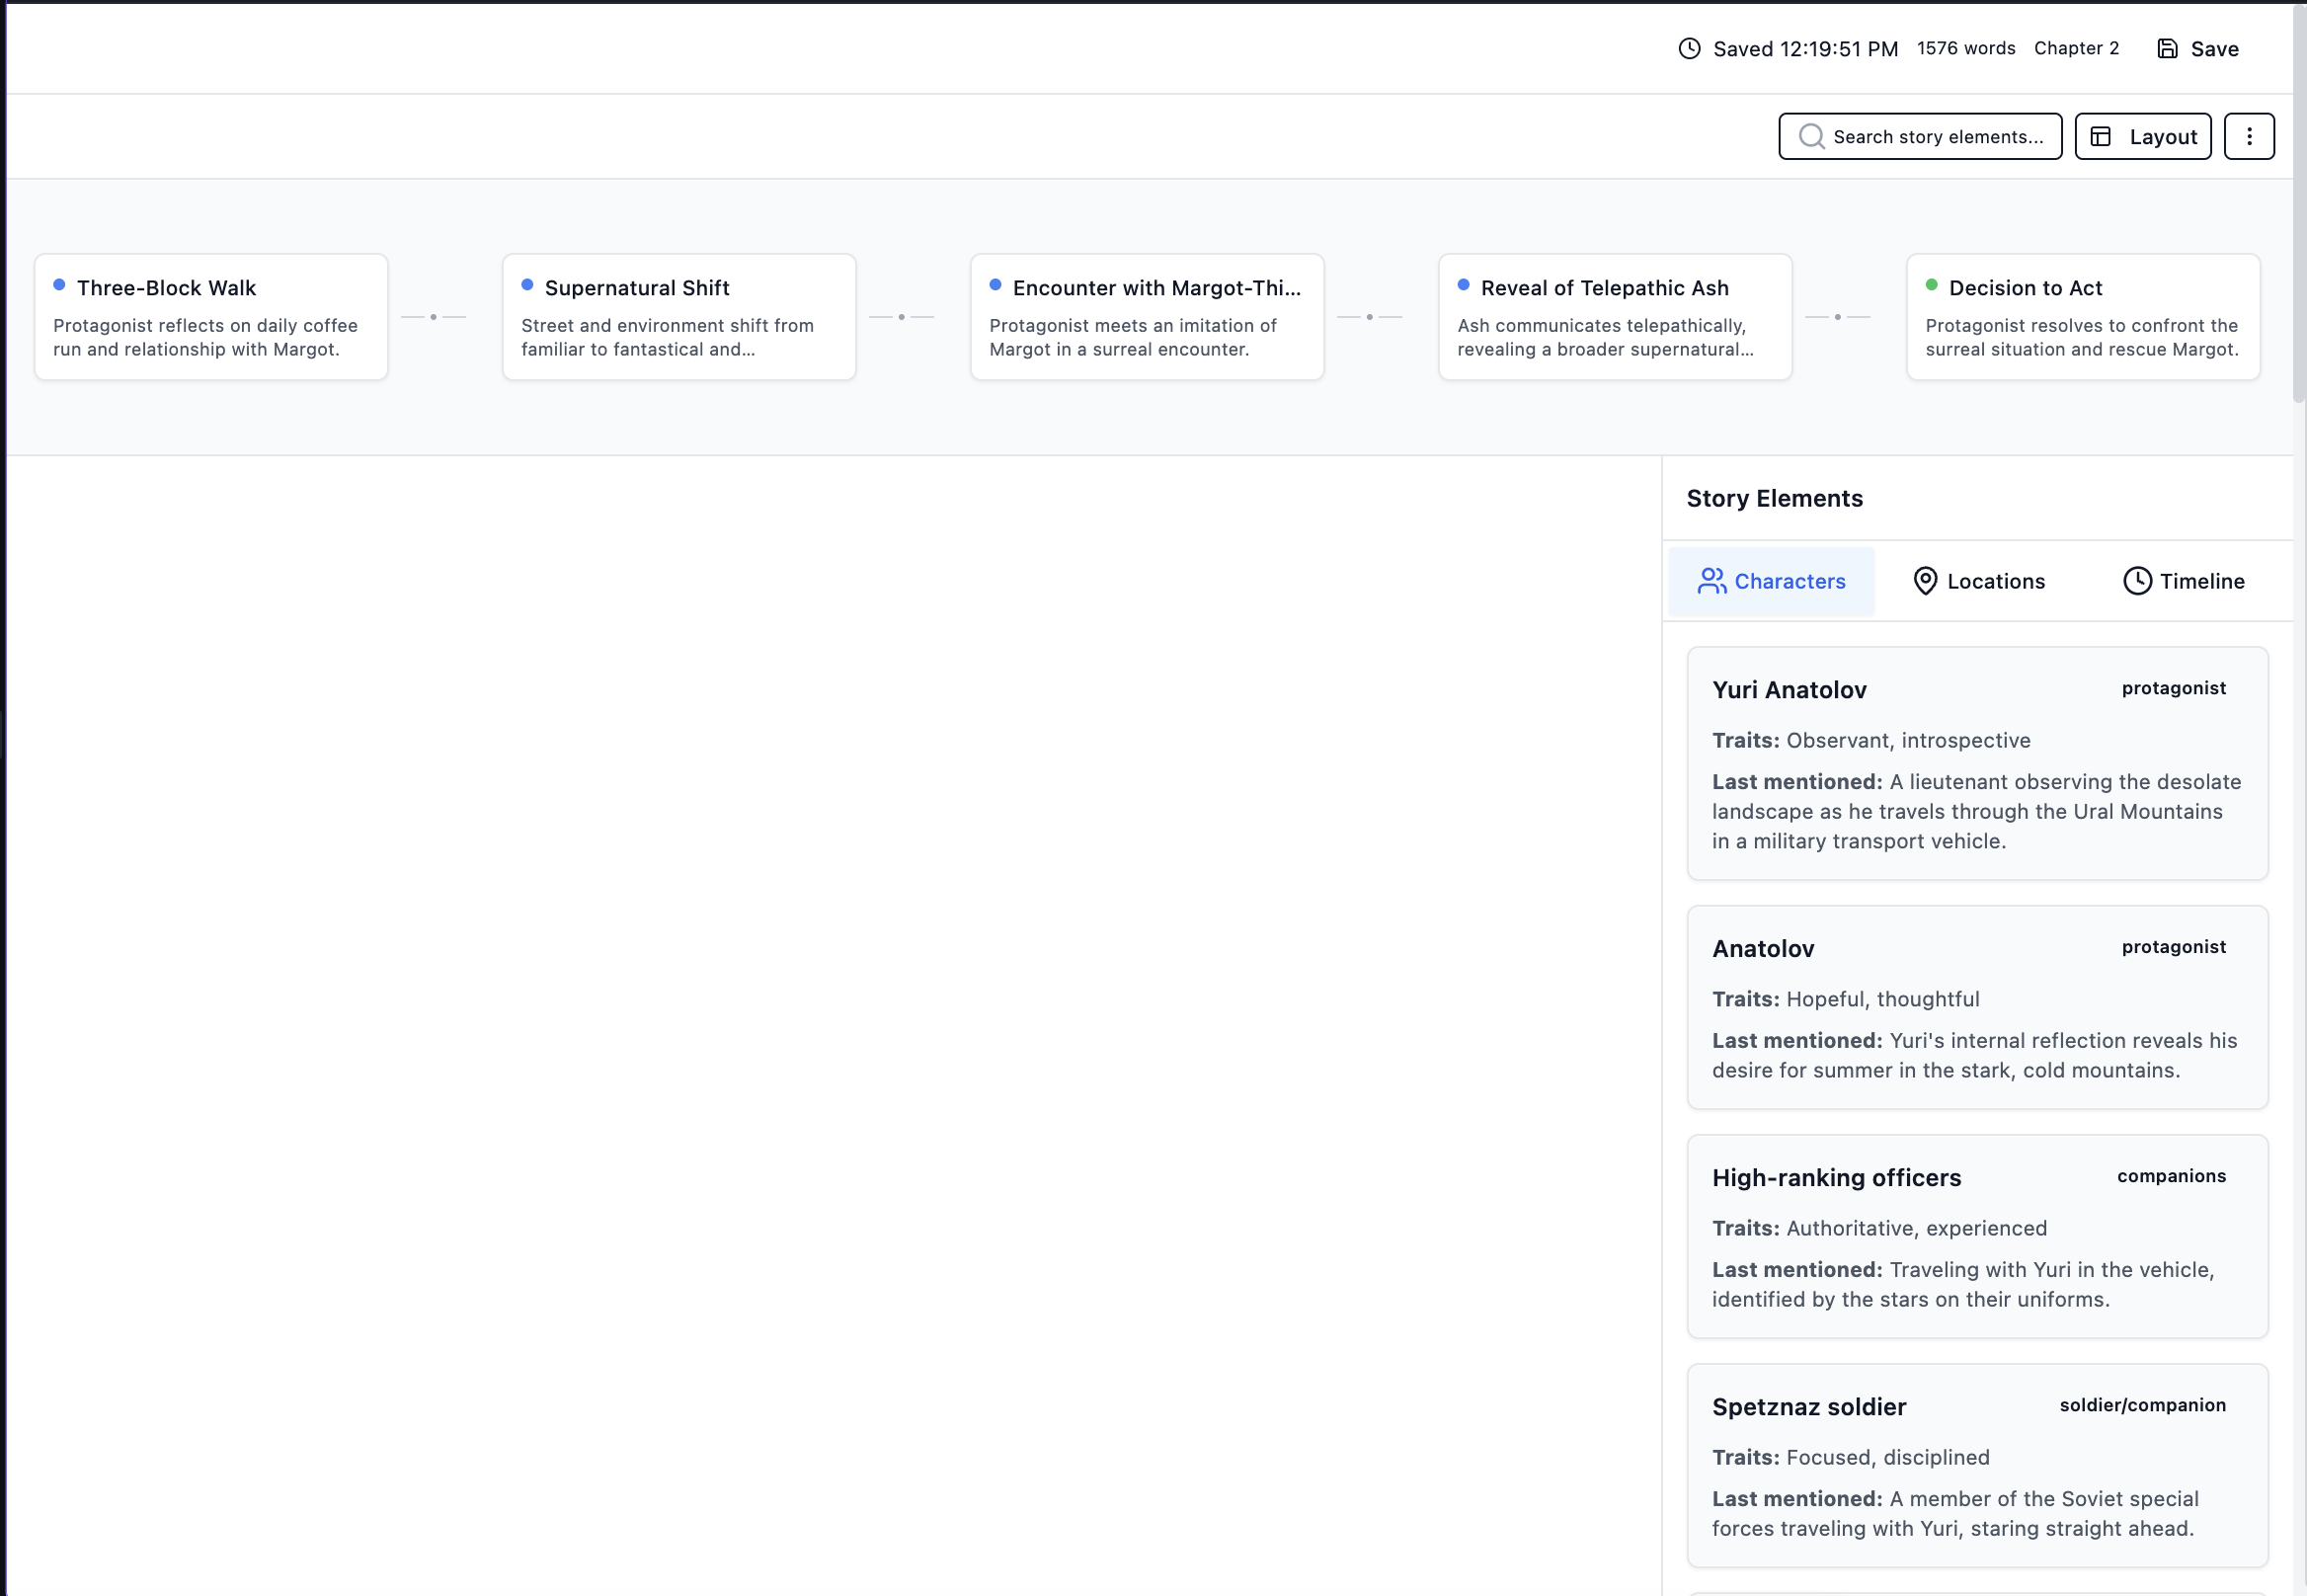 Saved 12:19:51 PM 1576 words Chapter 2 Save
Search story elements... Layout
Three-Block Walk
Protagonist reflects on daily coffee
run and relationship with Margot.
Supernatural Shift
Street and environment shift from
familiar to fantastical and...
Encounter with Margot-Thi...
Protagonist meets an imitation of
Margot in a surreal encounter.
Reveal of Telepathic Ash
Ash communicates telepathically,
revealing a broader supernatural...
Decision to Act
Protagonist resolves to confront the
surreal situation and rescue Margot.
Story Elements
Characters Locations Timeline
Yuri Anatolov protagonist
Traits: Observant, introspective
Last mentioned: A lieutenant observing the desolate
landscape as he travels through the Ural Mountains
in a military transport vehicle.
Anatolov protagonist
Traits: Hopeful, thoughtful
Last mentioned: Yuri's internal reflection reveals his
desire for summer in the stark, cold mountains.
High-ranking officers companions
Traits: Authoritative, experienced
Last mentioned: Traveling with Yuri in the vehicle,
identified by the stars on their uniforms.
Spetznaz soldier soldier/companion
Traits: Focused, disciplined
Last mentioned: A member of the Soviet special
forces traveling with Yuri, staring straight ahead.